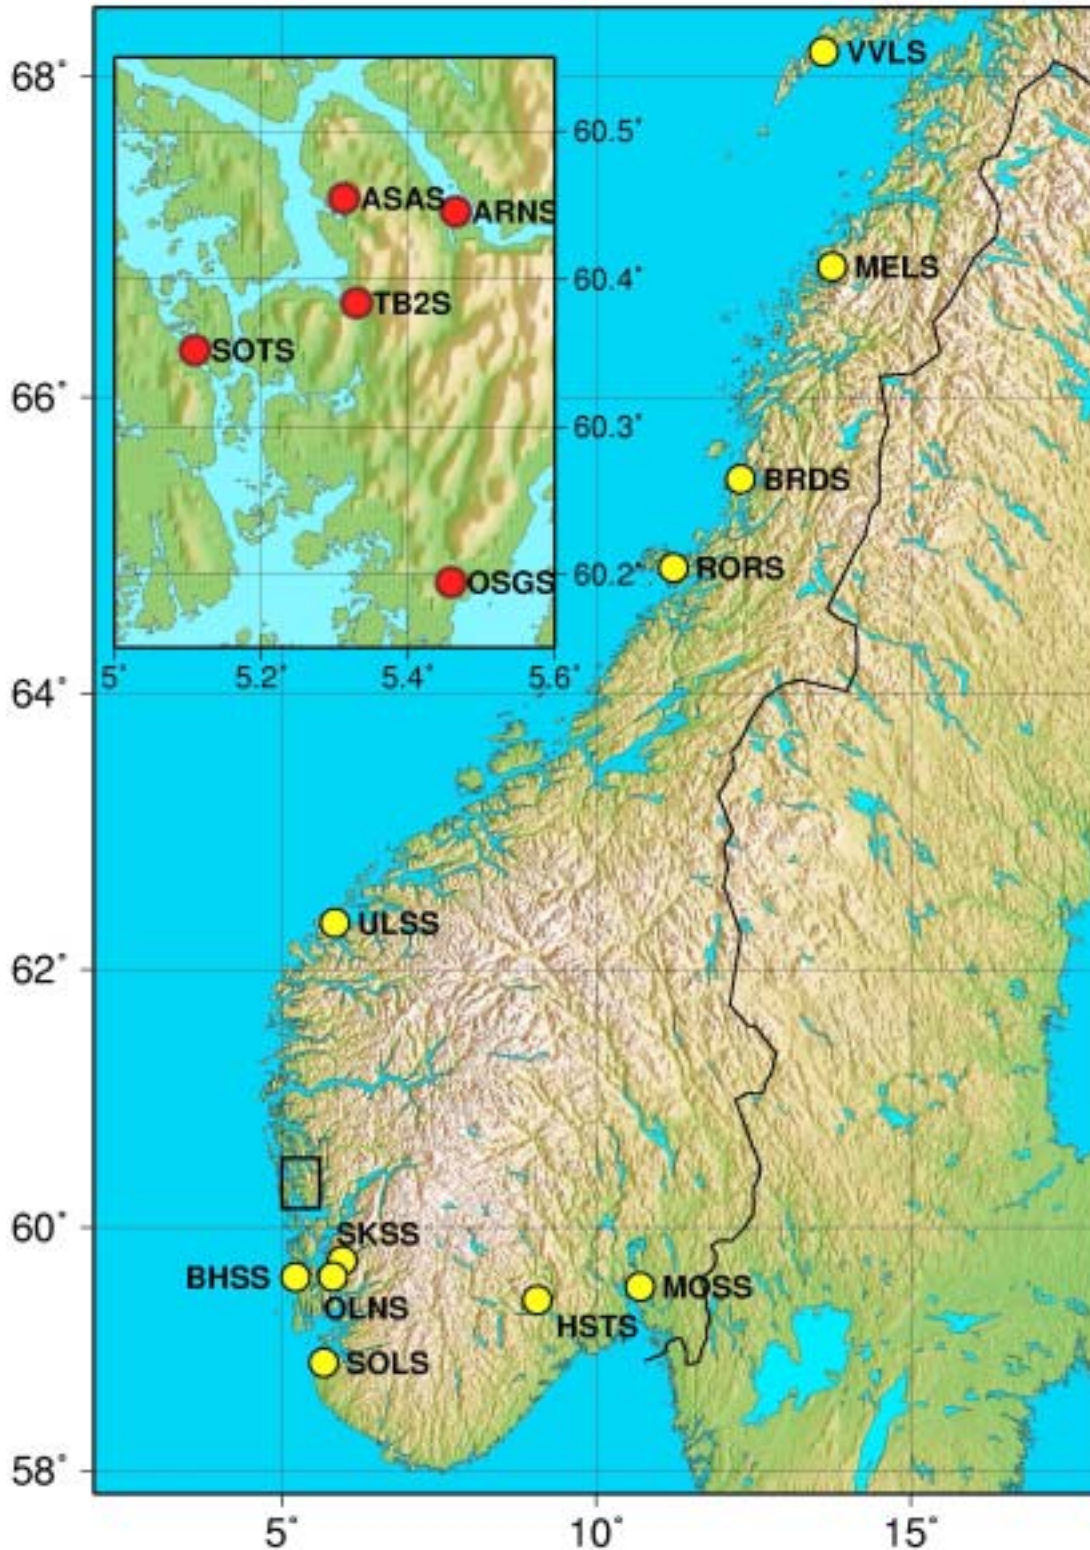 VVLS
68°
60.5°
ASAS
ARNS
MELS
60.4°
TB2S
SOTS
66°
60.3°
BRDS
RORS
60.2°
OSGS
5°
5.2°
5.4°
5.6°
64°
ULSS
62°
60°
SKSS
BHSS
OLNS
MOSS
HSTS
SOLS
58°
5°
10°
15°